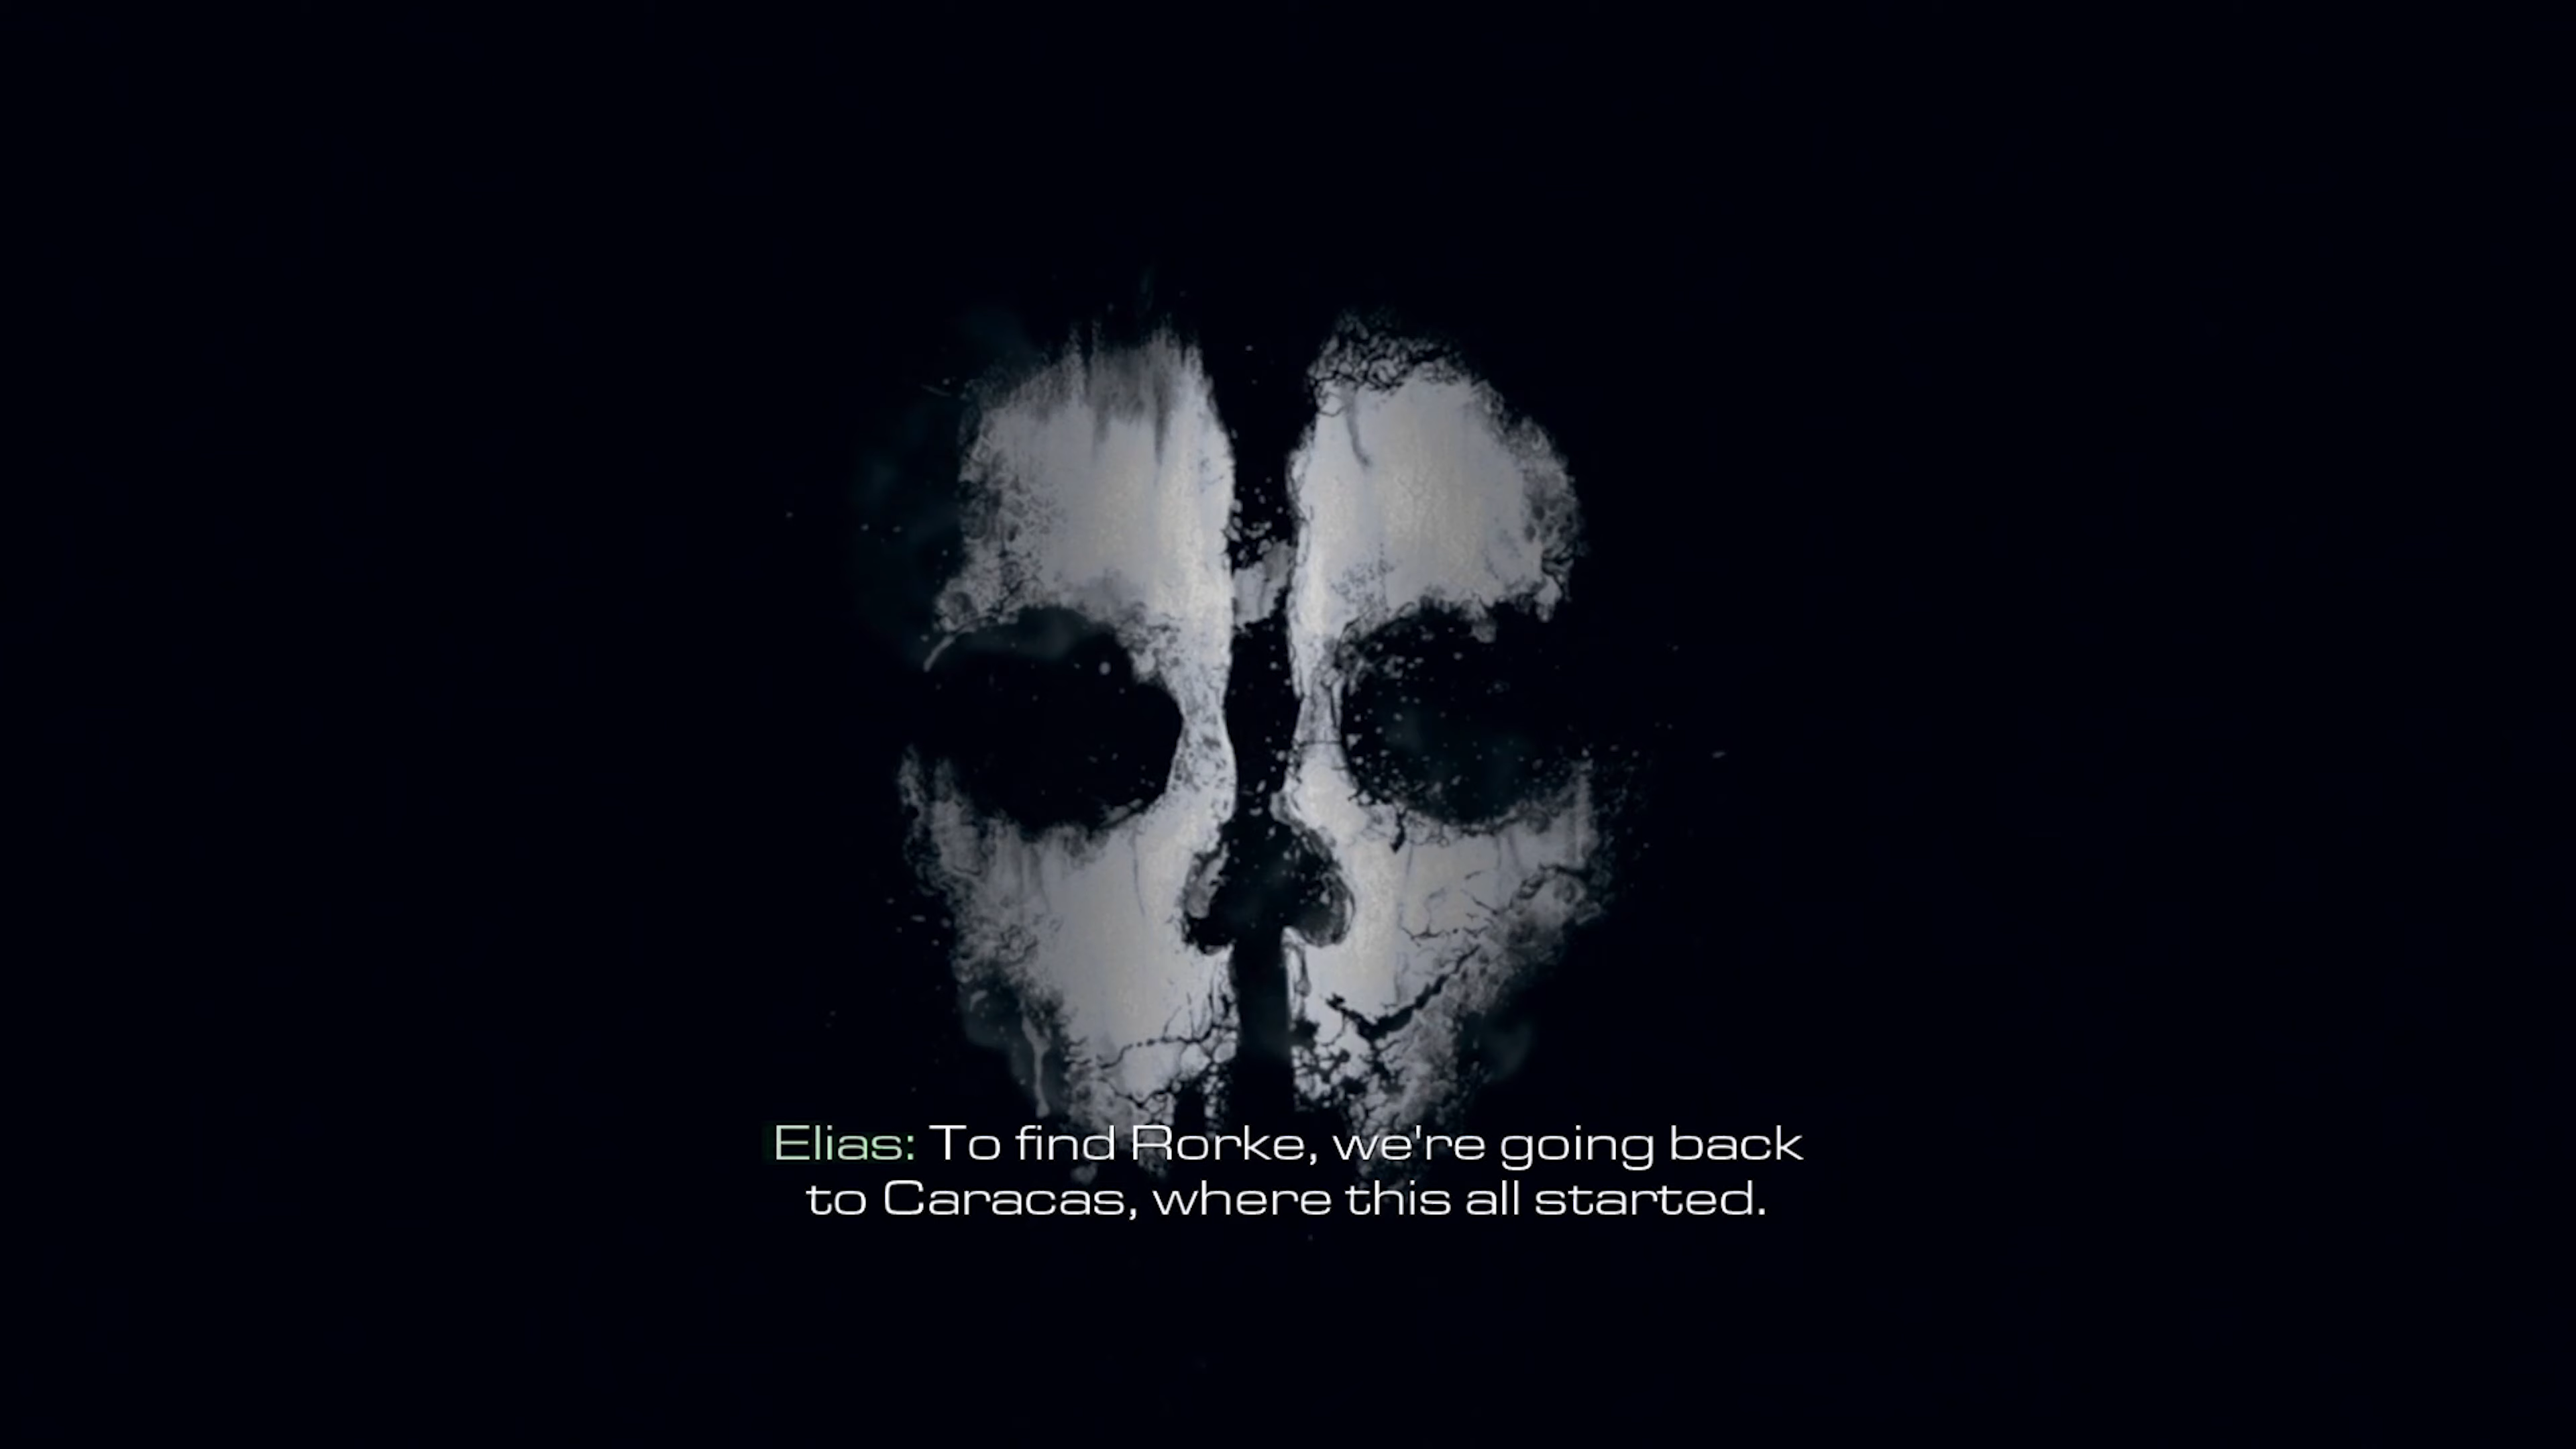 Elias: To find Rorke, we're going back
to Caracas, where this all started.